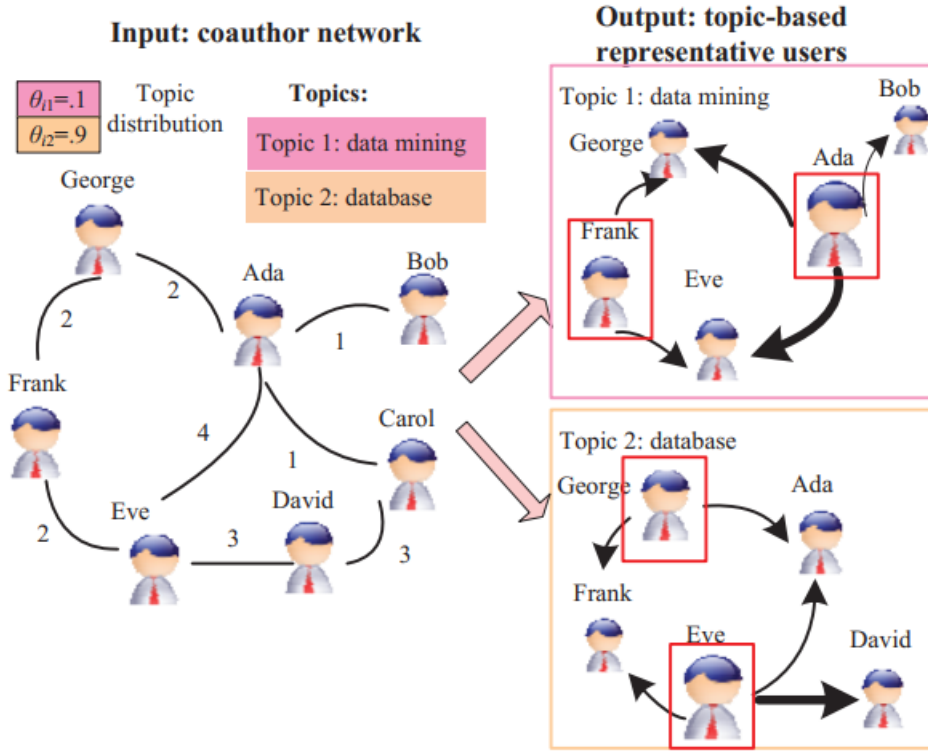 Input: coauthor network
θi1=.1
θi2=.9
Topic
distribution
Topics:
Topic 1: data mining
Topic 2: database
George
Ada
Bob
Frank
Carol
Eve
David
2
2
1
4
1
2
3
3
Output: topic-based
representative users
Topic 1: data mining
Bob
George
Ada
Frank
Eve
Topic 2: database
George
Ada
Frank
Eve
David